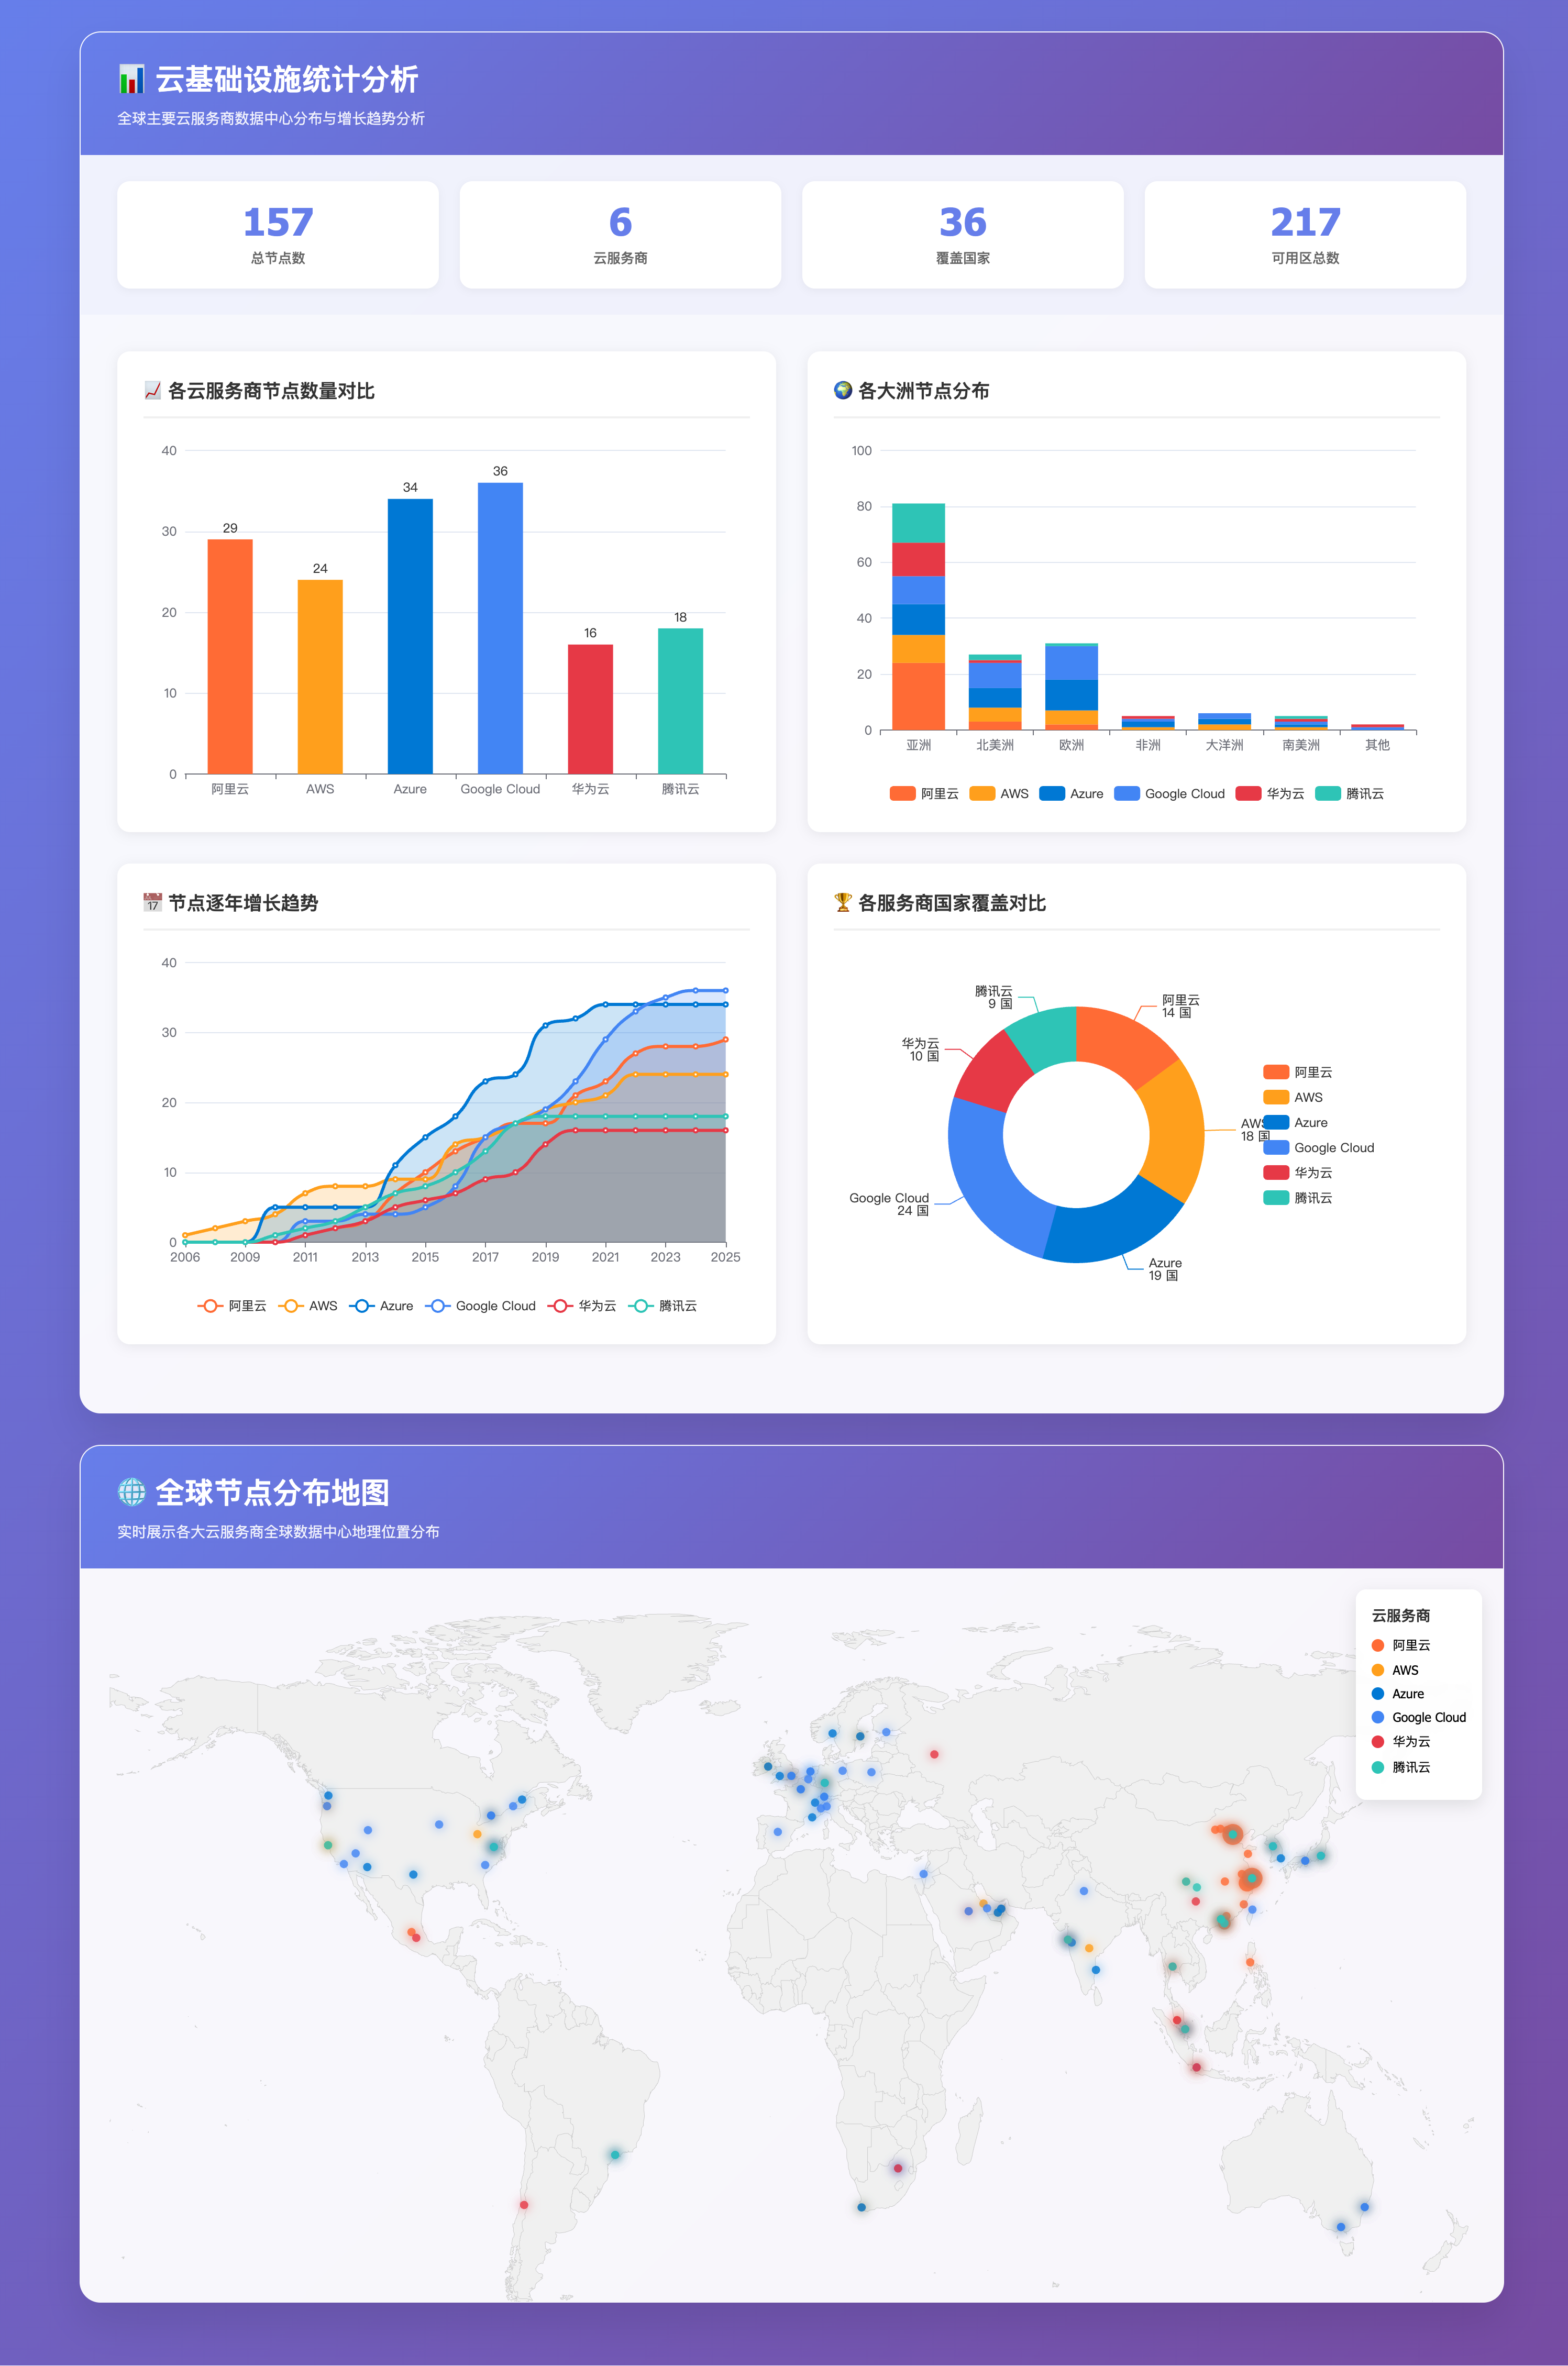 云基础设施统计分析
全球主要云服务商数据中心分布与增长趋势分析
157
总节点数
6
云服务商
36
覆盖国家
217
可用区总数
各云服务商节点数量对比
40
30
20
10
0
29
24
34
36
16
18
阿里云 AWS Azure Google Cloud 华为云 腾讯云
各大洲节点分布
100
80
60
40
20
0
亚洲 北美洲 欧洲 非洲 大洋洲 南美洲 其他
阿里云 AWS Azure Google Cloud 华为云 腾讯云
17 节点逐年增长趋势
40
30
20
10
0
2006 2009 2011 2013 2015 2017 2019 2021 2023 2025
阿里云 AWS Azure Google Cloud 华为云 腾讯云
各服务商国家覆盖对比
腾讯云
9 国
阿里云
14 国
华为云
10 国
AWS
18 国
Google Cloud
24 国
Azure
19 国
阿里云
AWS
Azure
Google Cloud
华为云
腾讯云
全球节点分布地图
实时展示各大云服务商全球数据中心地理位置分布
云服务商
阿里云
AWS
Azure
Google Cloud
华为云
腾讯云